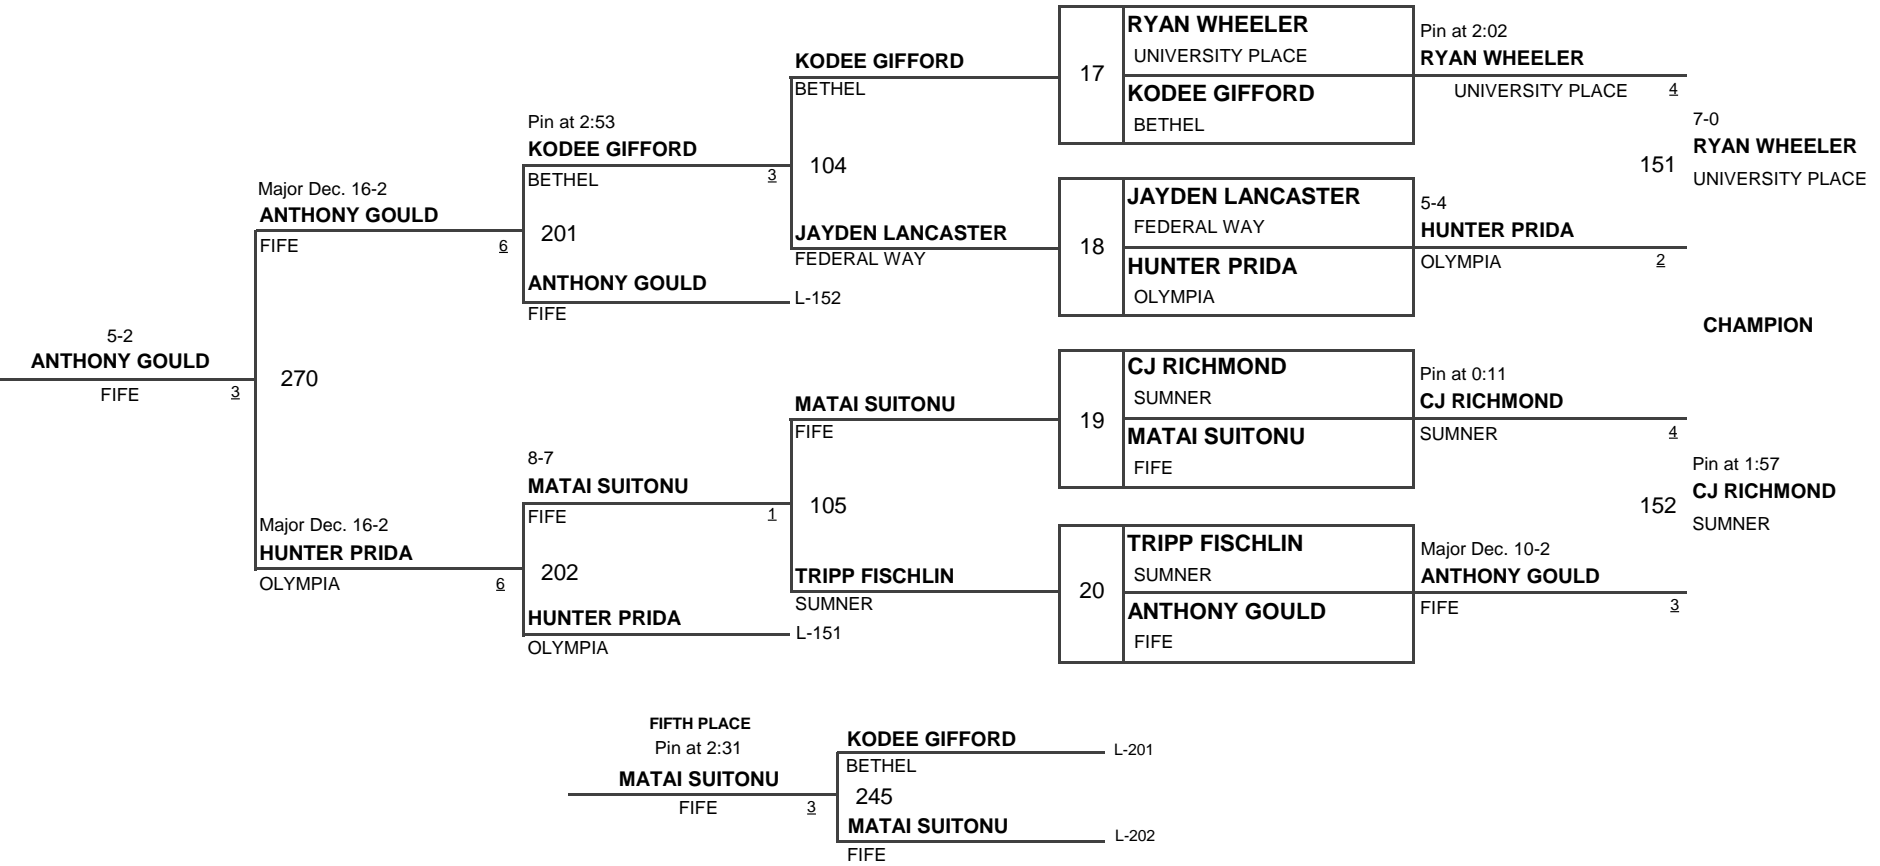 RYAN WHEELER
UNIVERSITY PLACE
17
KODEE GIFFORD
BETHEL
Pin at 2:02
RYAN WHEELER
UNIVERSITY PLACE 4
7-0
RYAN WHEELER
151
UNIVERSITY PLACE
JAYDEN LANCASTER
FEDERAL WAY
18
HUNTER PRIDA
OLYMPIA
5-4
HUNTER PRIDA
OLYMPIA 2
CHAMPION
CJ RICHMOND
SUMNER
19
MATAI SUITONU
FIFE
Pin at 0:11
CJ RICHMOND
SUMNER 4
Pin at 1:57
CJ RICHMOND
152
SUMNER
TRIPP FISCHLIN
SUMNER
20
ANTHONY GOULD
FIFE
Major Dec. 10-2
ANTHONY GOULD
FIFE 3
KODEE GIFFORD
BETHEL
104
JAYDEN LANCASTER
FEDERAL WAY
L-152
MATAI SUITONU
FIFE
105
TRIPP FISCHLIN
SUMNER
L-151
Pin at 2:53
KODEE GIFFORD
BETHEL 3
201
ANTHONY GOULD
FIFE
8-7
MATAI SUITONU
FIFE 1
202
HUNTER PRIDA
OLYMPIA
Major Dec. 16-2
ANTHONY GOULD
FIFE 6
270
Major Dec. 16-2
HUNTER PRIDA
OLYMPIA 6
5-2
ANTHONY GOULD
FIFE 3
FIFTH PLACE
Pin at 2:31
MATAI SUITONU
FIFE 3
KODEE GIFFORD
L-201
BETHEL
245
MATAI SUITONU
L-202
FIFE